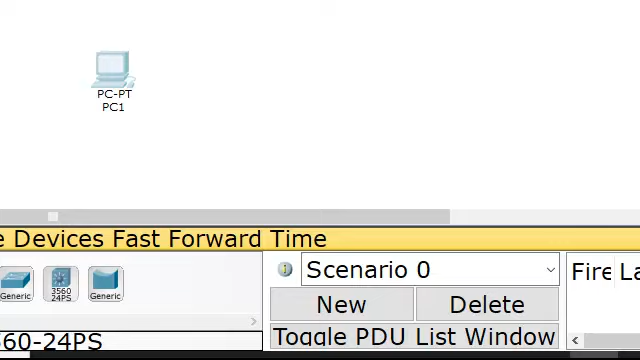 PC-PT
PC1
e Devices Fast Forward Time
Scenario 0
Fire La
Generic
3560
24PS
Generic
New
Delete
Toggle PDU List Window
60-24PS